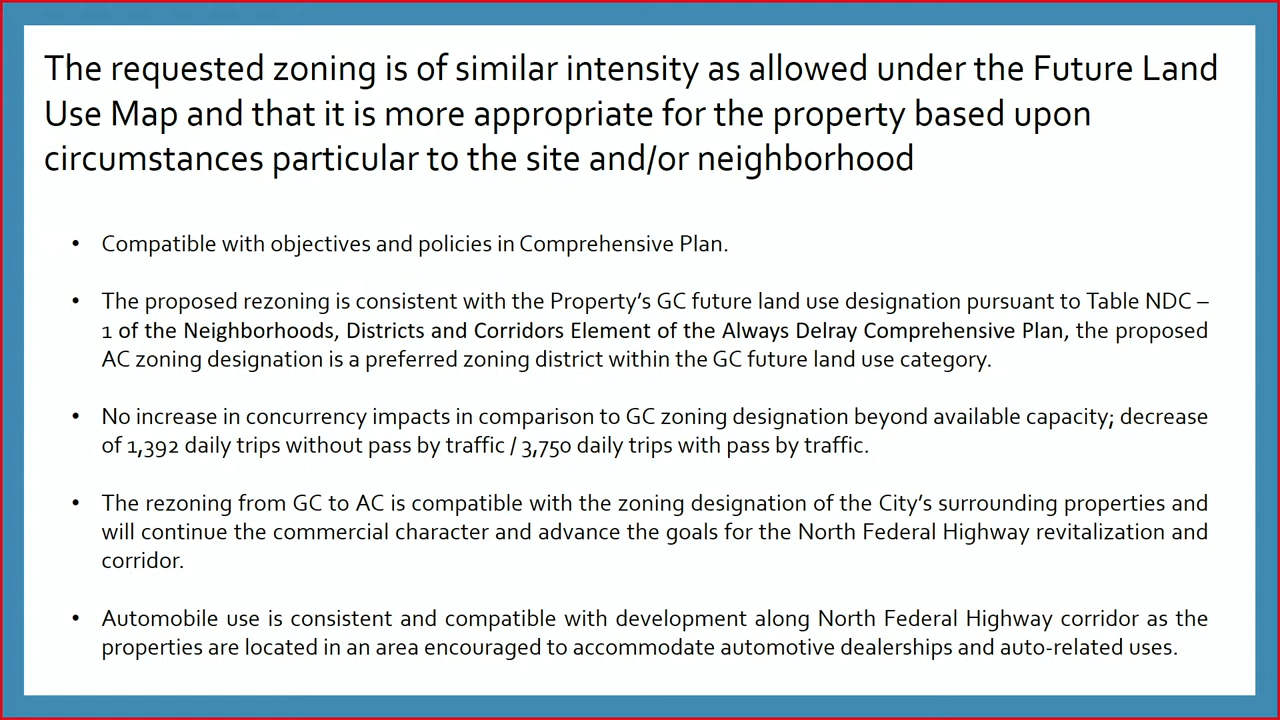 The requested zoning is of similar intensity as allowed under the Future Land
Use Map and that it is more appropriate for the property based upon
circumstances particular to the site and/or neighborhood
• Compatible with objectives and policies in Comprehensive Plan.
• The proposed rezoning is consistent with the Property’s GC future land use designation pursuant to Table NDC –
1 of the Neighborhoods, Districts and Corridors Element of the Always Delray Comprehensive Plan, the proposed
AC zoning designation is a preferred zoning district within the GC future land use category.
• No increase in concurrency impacts in comparison to GC zoning designation beyond available capacity; decrease
of 1,392 daily trips without pass by traffic / 3,750 daily trips with pass by traffic.
• The rezoning from GC to AC is compatible with the zoning designation of the City’s surrounding properties and
will continue the commercial character and advance the goals for the North Federal Highway revitalization and
corridor.
• Automobile use is consistent and compatible with development along North Federal Highway corridor as the
properties are located in an area encouraged to accommodate automotive dealerships and auto-related uses.